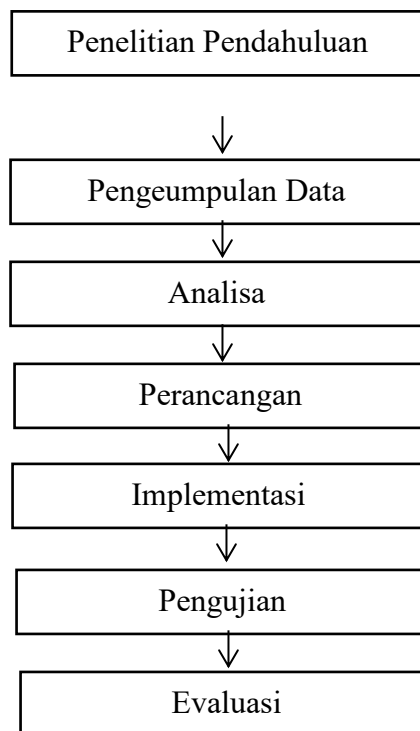 Penelitian Pendahuluan
Pengeumpulan Data
Analisa
Perancangan
Implementasi
Pengujian
Evaluasi